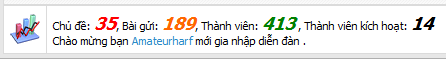 Chủ đề: 35, Bài gửi: 189, Thành viên: 413 , Thành viên kích hoạt: 14
Chào mừng bạn Amateurharf mới gia nhập diễn đàn .